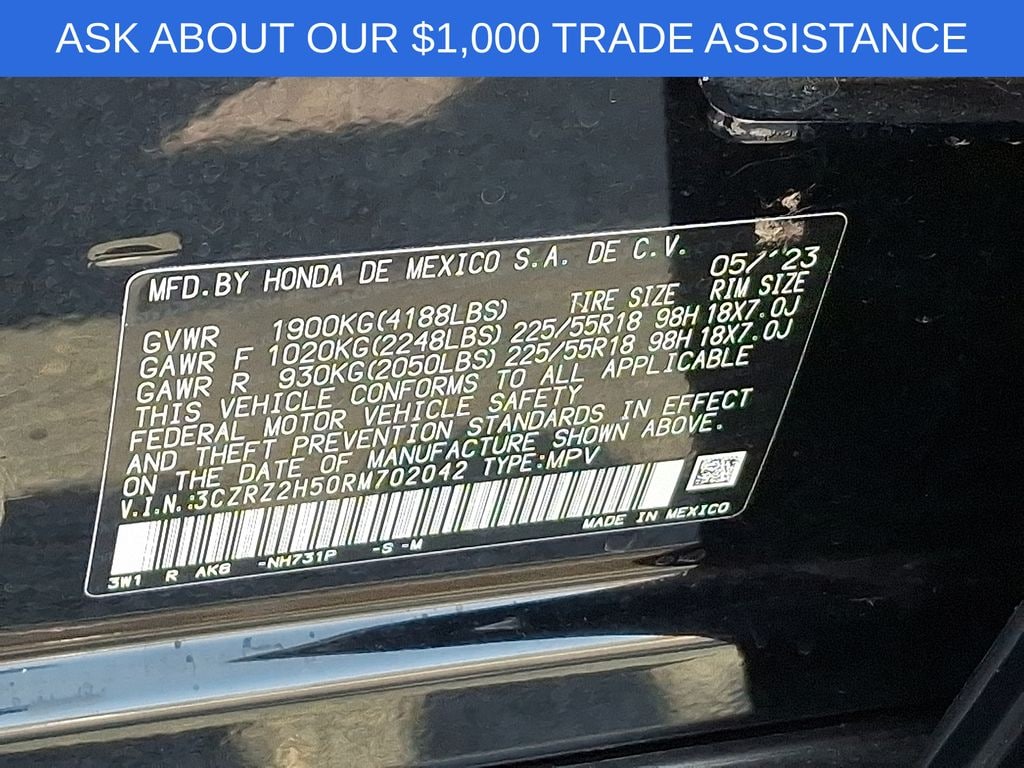 ASK ABOUT OUR $1,000 TRADE ASSISTANCE
MFD.BY HONDA DE MEXICO S.A. DE C.V. 05/'23
GVWR 1900KG(4188LBS) TIRE SIZE RIM SIZE
GAWR F 1020KG(2248LBS) 225/55R18 98H 18X7.0J
GAWR R 930KG(2050LBS) 225/55R18 98H 18X7.0J
THIS VEHICLE CONFORMS TO ALL APPLICABLE
FEDERAL MOTOR VEHICLE SAFETY
AND THEFT PREVENTION STANDARDS IN EFFECT
ON THE DATE OF MANUFACTURE SHOWN ABOVE.
V.I.N.:3CZRZ2H50RM702042 TYPE:MPV
MADE IN MEXICO
3W1 R AK6 -NH731P -S -M